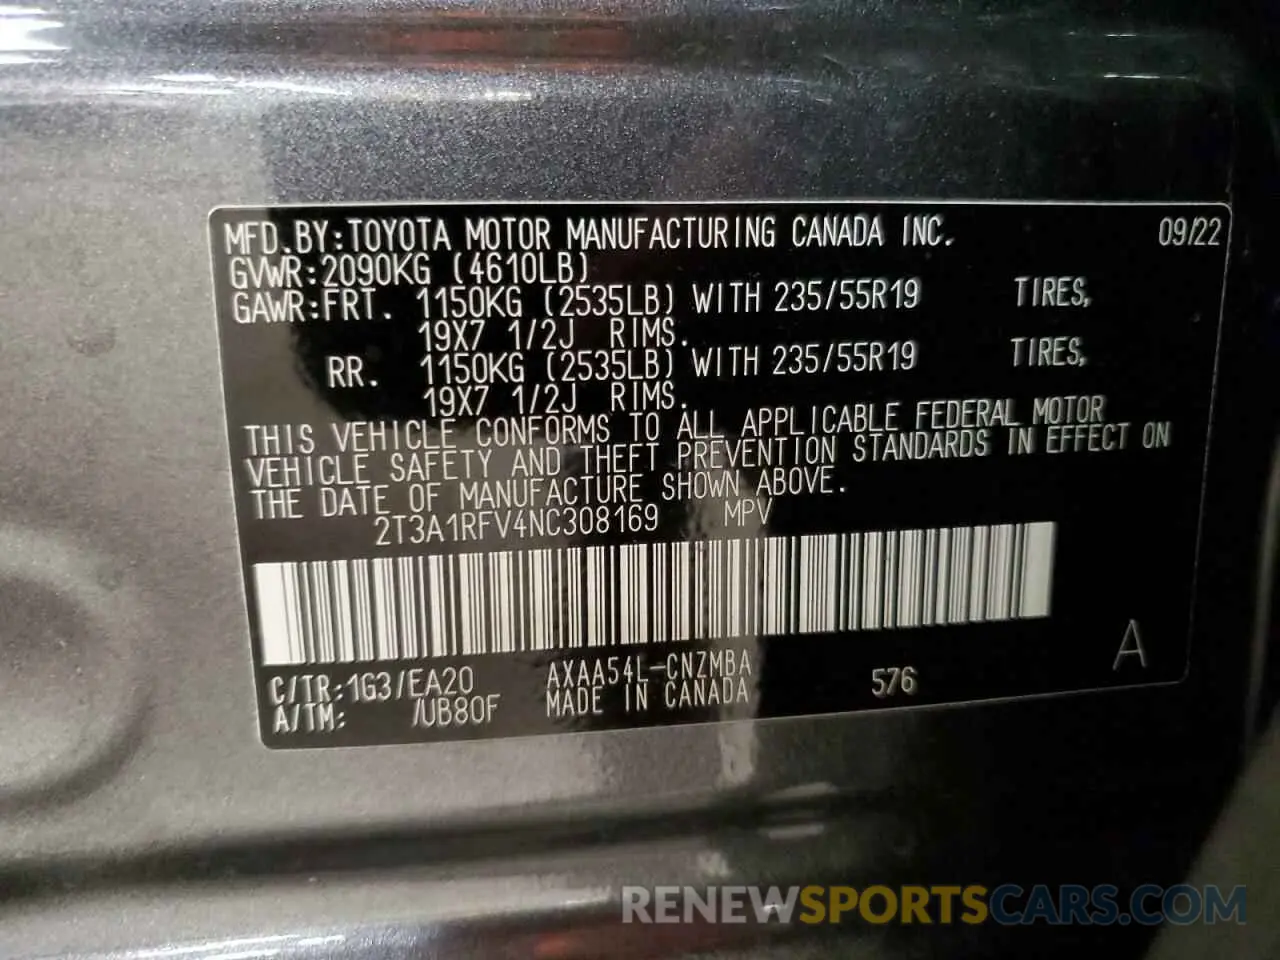 MFD.BY:TOYOTA MOTOR MANUFACTURING CANADA INC. 09/22
GVWR:2090KG (4610LB)
GAWR:FRT. 1150KG (2535LB) WITH 235/55R19 TIRES,
19X7 1/2J RIMS.
RR. 1150KG (2535LB) WITH 235/55R19 TIRES,
19X7 1/2J RIMS.
THIS VEHICLE CONFORMS TO ALL APPLICABLE FEDERAL MOTOR
VEHICLE SAFETY AND THEFT PREVENTION STANDARDS IN EFFECT ON
THE DATE OF MANUFACTURE SHOWN ABOVE.
2T3A1RFV4NC308169 MPV
C/TR:1G3/EA20 AXAA54L-CNZMBA 576 A
A/TM: /UB80F MADE IN CANADA
RENEWSPORTSCARS.COM